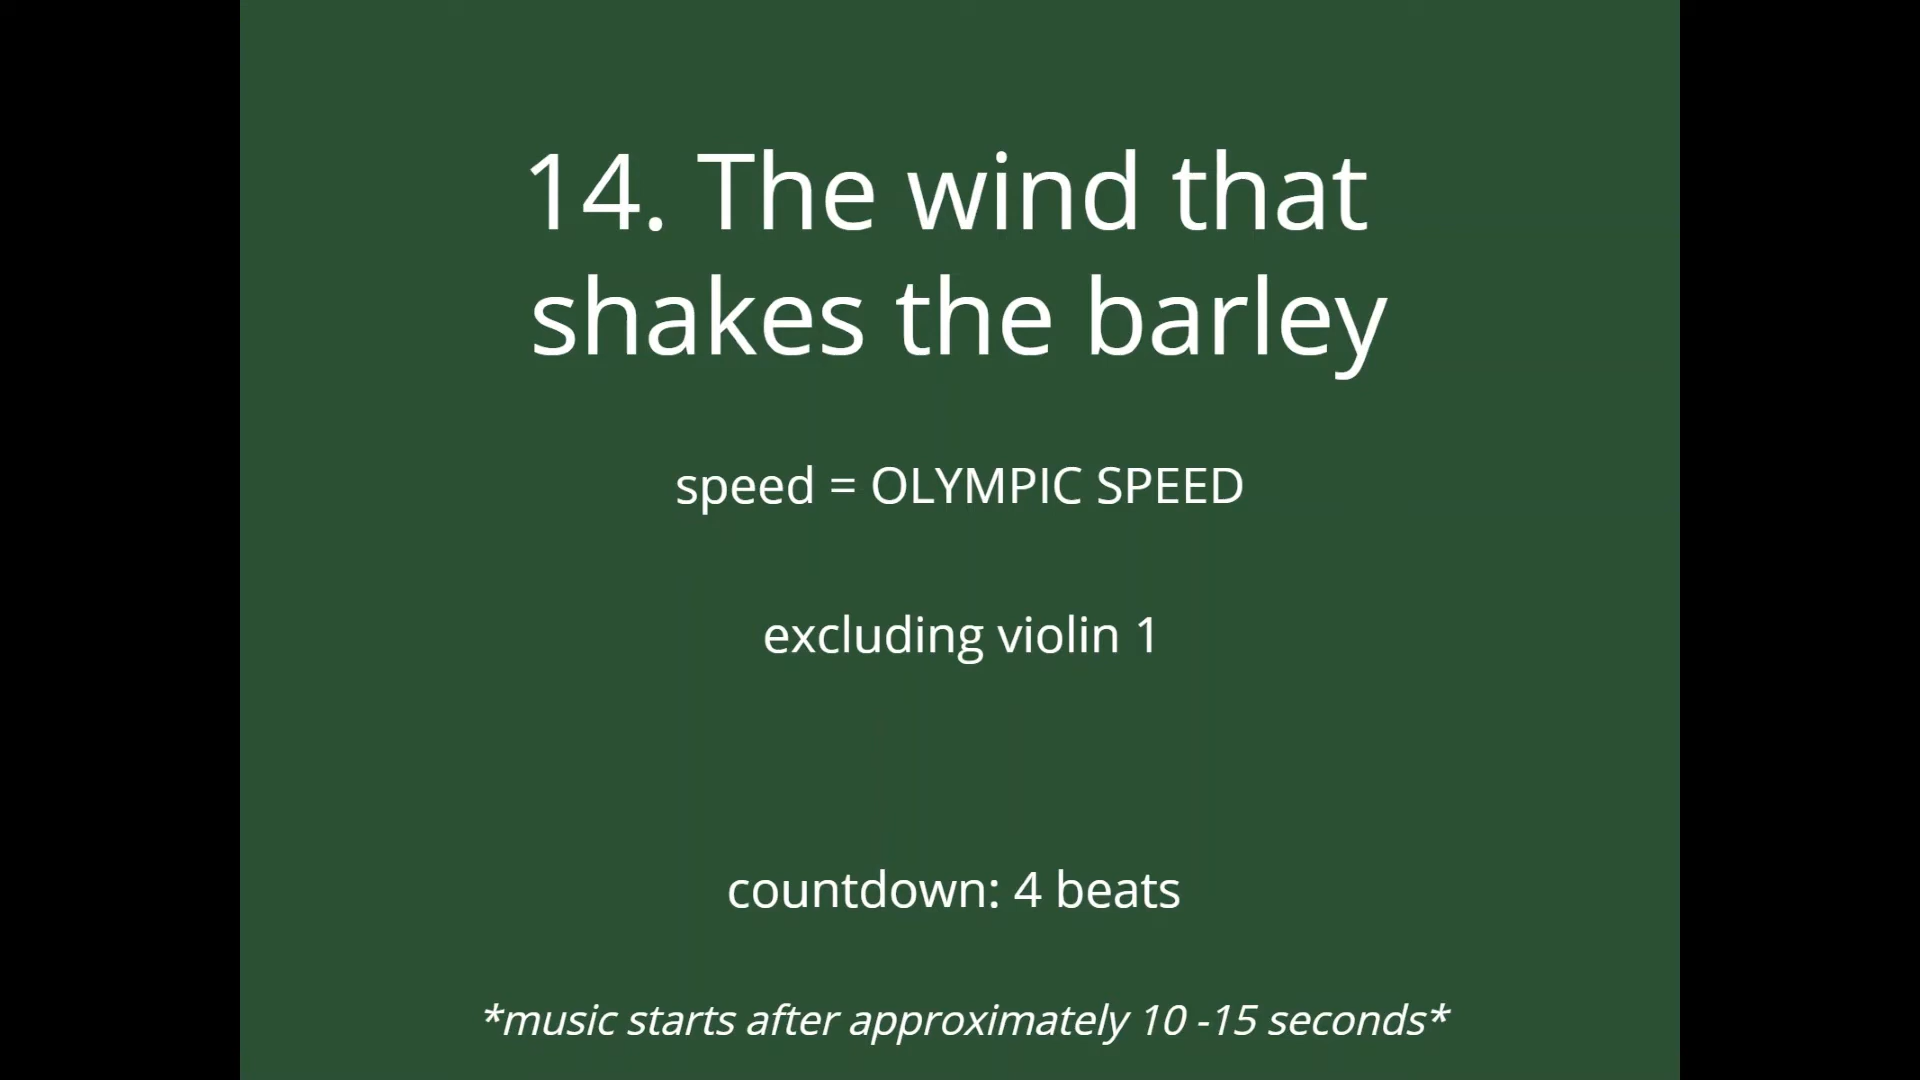 14. The wind that
shakes the barley
speed = OLYMPIC SPEED
excluding violin 1
countdown: 4 beats
*music starts after approximately 10 -15 seconds*